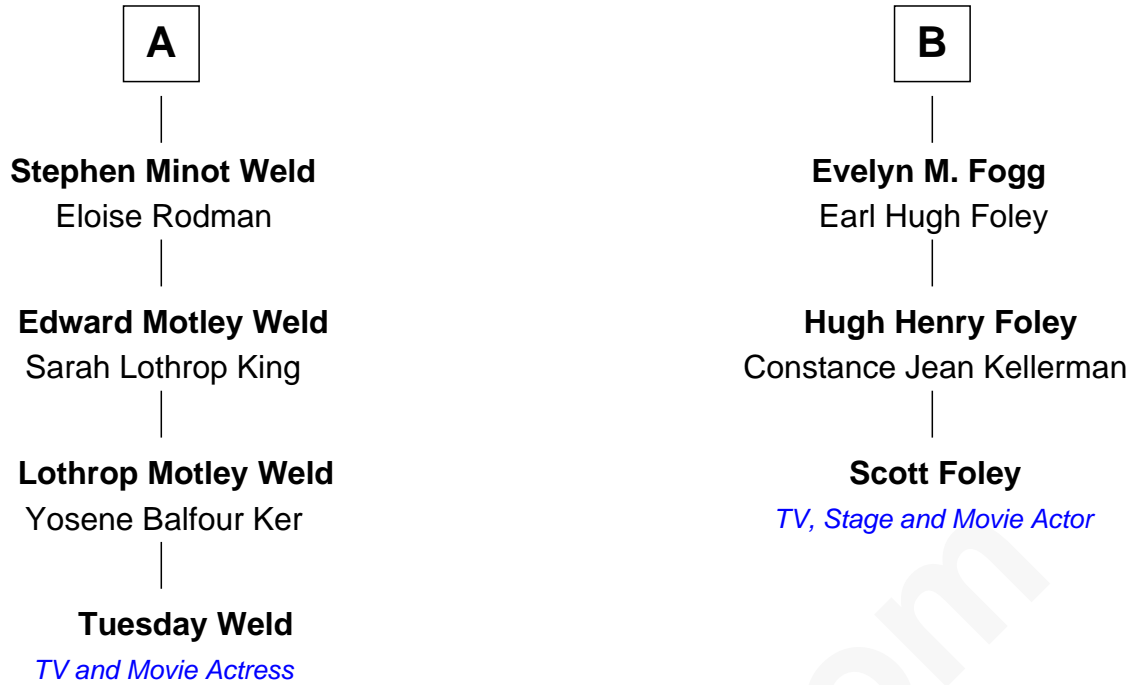 A
Stephen Minot Weld
Eloise Rodman
Edward Motley Weld
Sarah Lothrop King
Lothrop Motley Weld
Yosene Balfour Ker
Tuesday Weld
TV and Movie Actress
B
Evelyn M. Fogg
Earl Hugh Foley
Hugh Henry Foley
Constance Jean Kellerman
Scott Foley
TV, Stage and Movie Actor
om